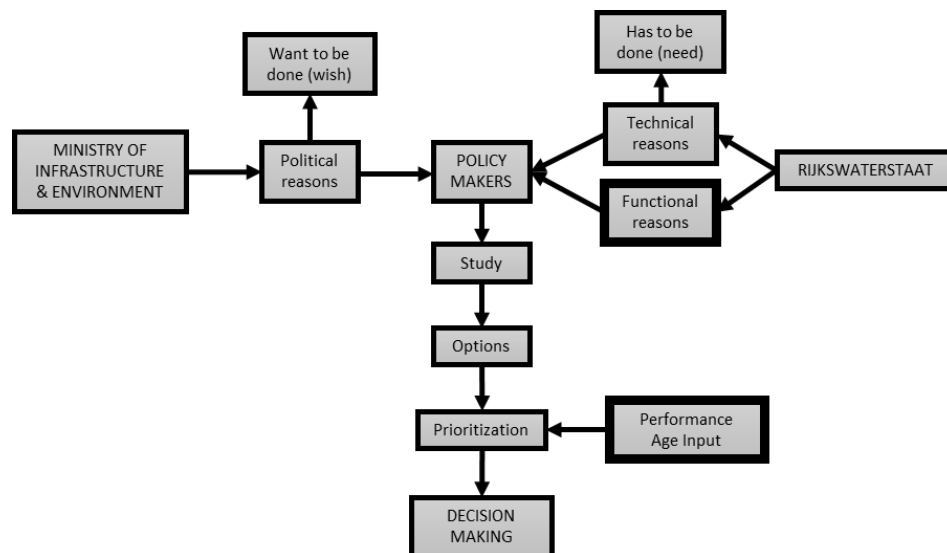 Want to be
done (wish)
Has to be
done (need)
MINISTRY OF
INFRASTRUCTURE
& ENVIRONMENT
Political
reasons
POLICY
MAKERS
Technical
reasons
Functional
reasons
RIJKSWATERSTAAT
Study
Options
Prioritization
Performance
Age Input
DECISION
MAKING